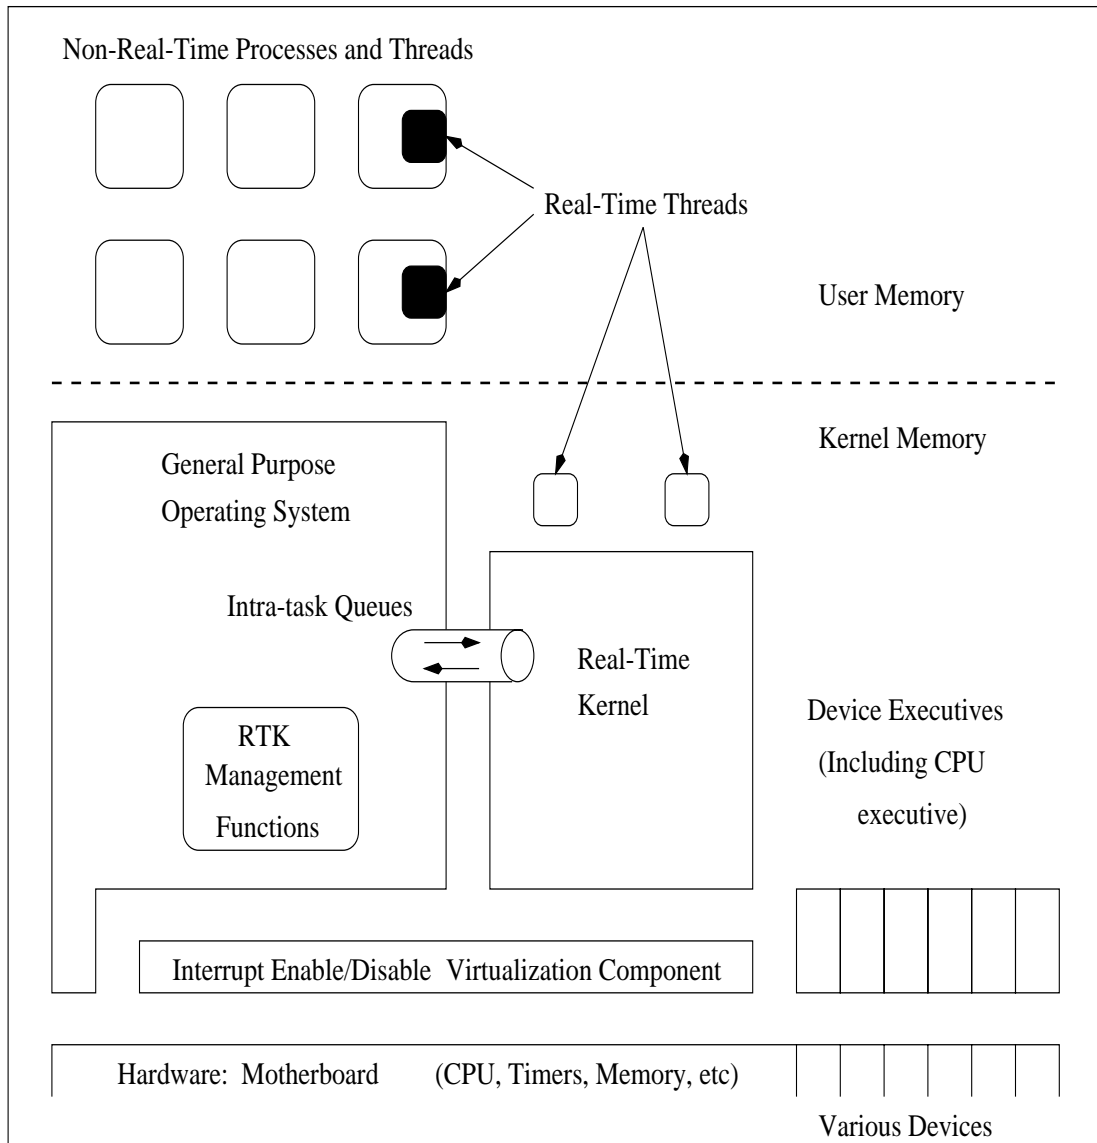 Non-Real-Time Processes and Threads
Real-Time Threads
User Memory
Kernel Memory
General Purpose
Operating System
Intra-task Queues
Real-Time
Kernel
RTK
Management
Functions
Device Executives
(Including CPU
executive)
Interrupt Enable/Disable Virtualization Component
Hardware: Motherboard (CPU, Timers, Memory, etc)
Various Devices